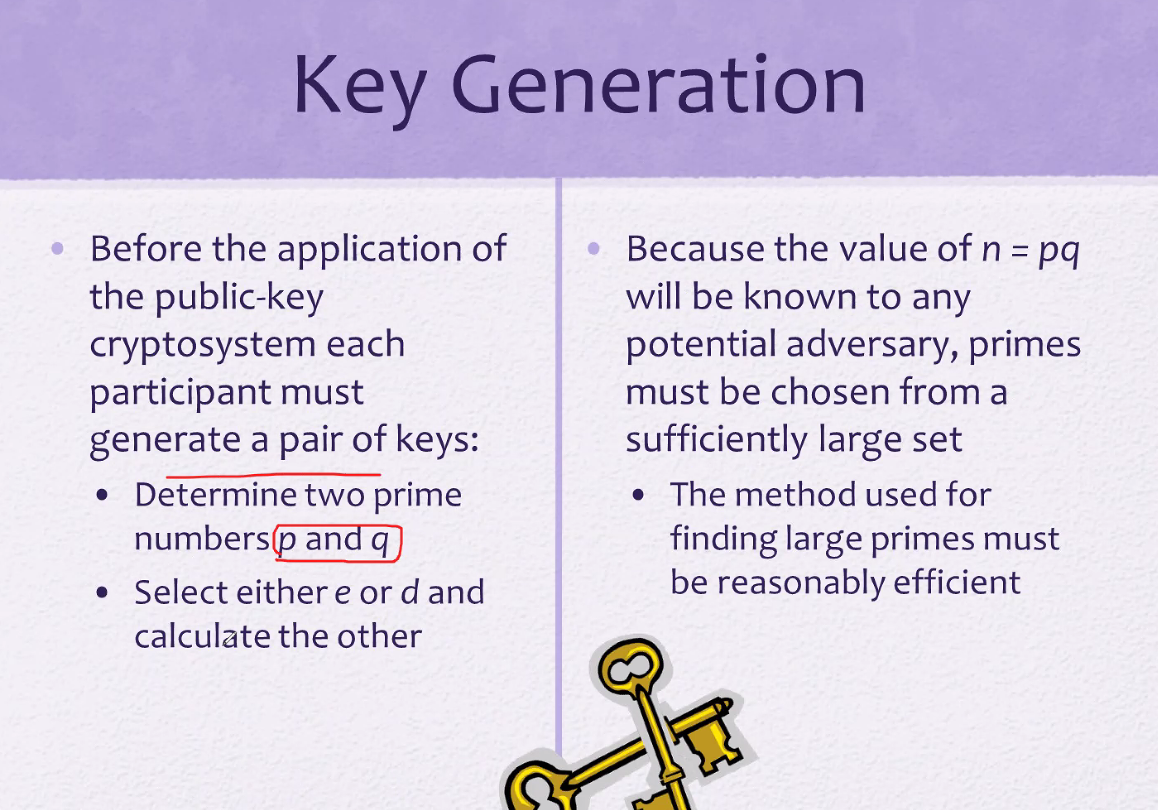 Key Generation
• Before the application of
the public-key
cryptosystem each
participant must
generate a pair of keys:
• Determine two prime
numbers p and q
• Select either e or d and
calculate the other
• Because the value of n = pq
will be known to any
potential adversary, primes
must be chosen from a
sufficiently large set
• The method used for
finding large primes must
be reasonably efficient